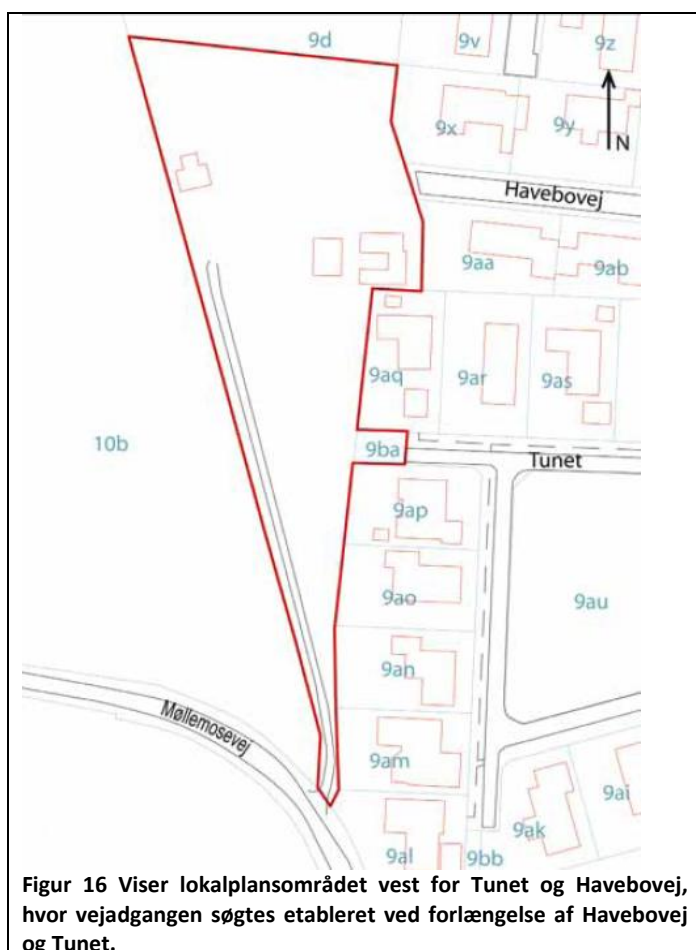 9d
9v
9z
9x
9y
N
Havebovej
9aa
9ab
9aq
9ar
9as
10b
9ba
Tunet
9ap
9ao
9au
9an
Møllemosevej
9am
9ai
9ak
9al
9bb
Figur 16 Viser lokalplansområdet vest for Tunet og Havebovej,
hvor vejadgangen søgtes etableret ved forlængelse af Havebovej
og Tunet.